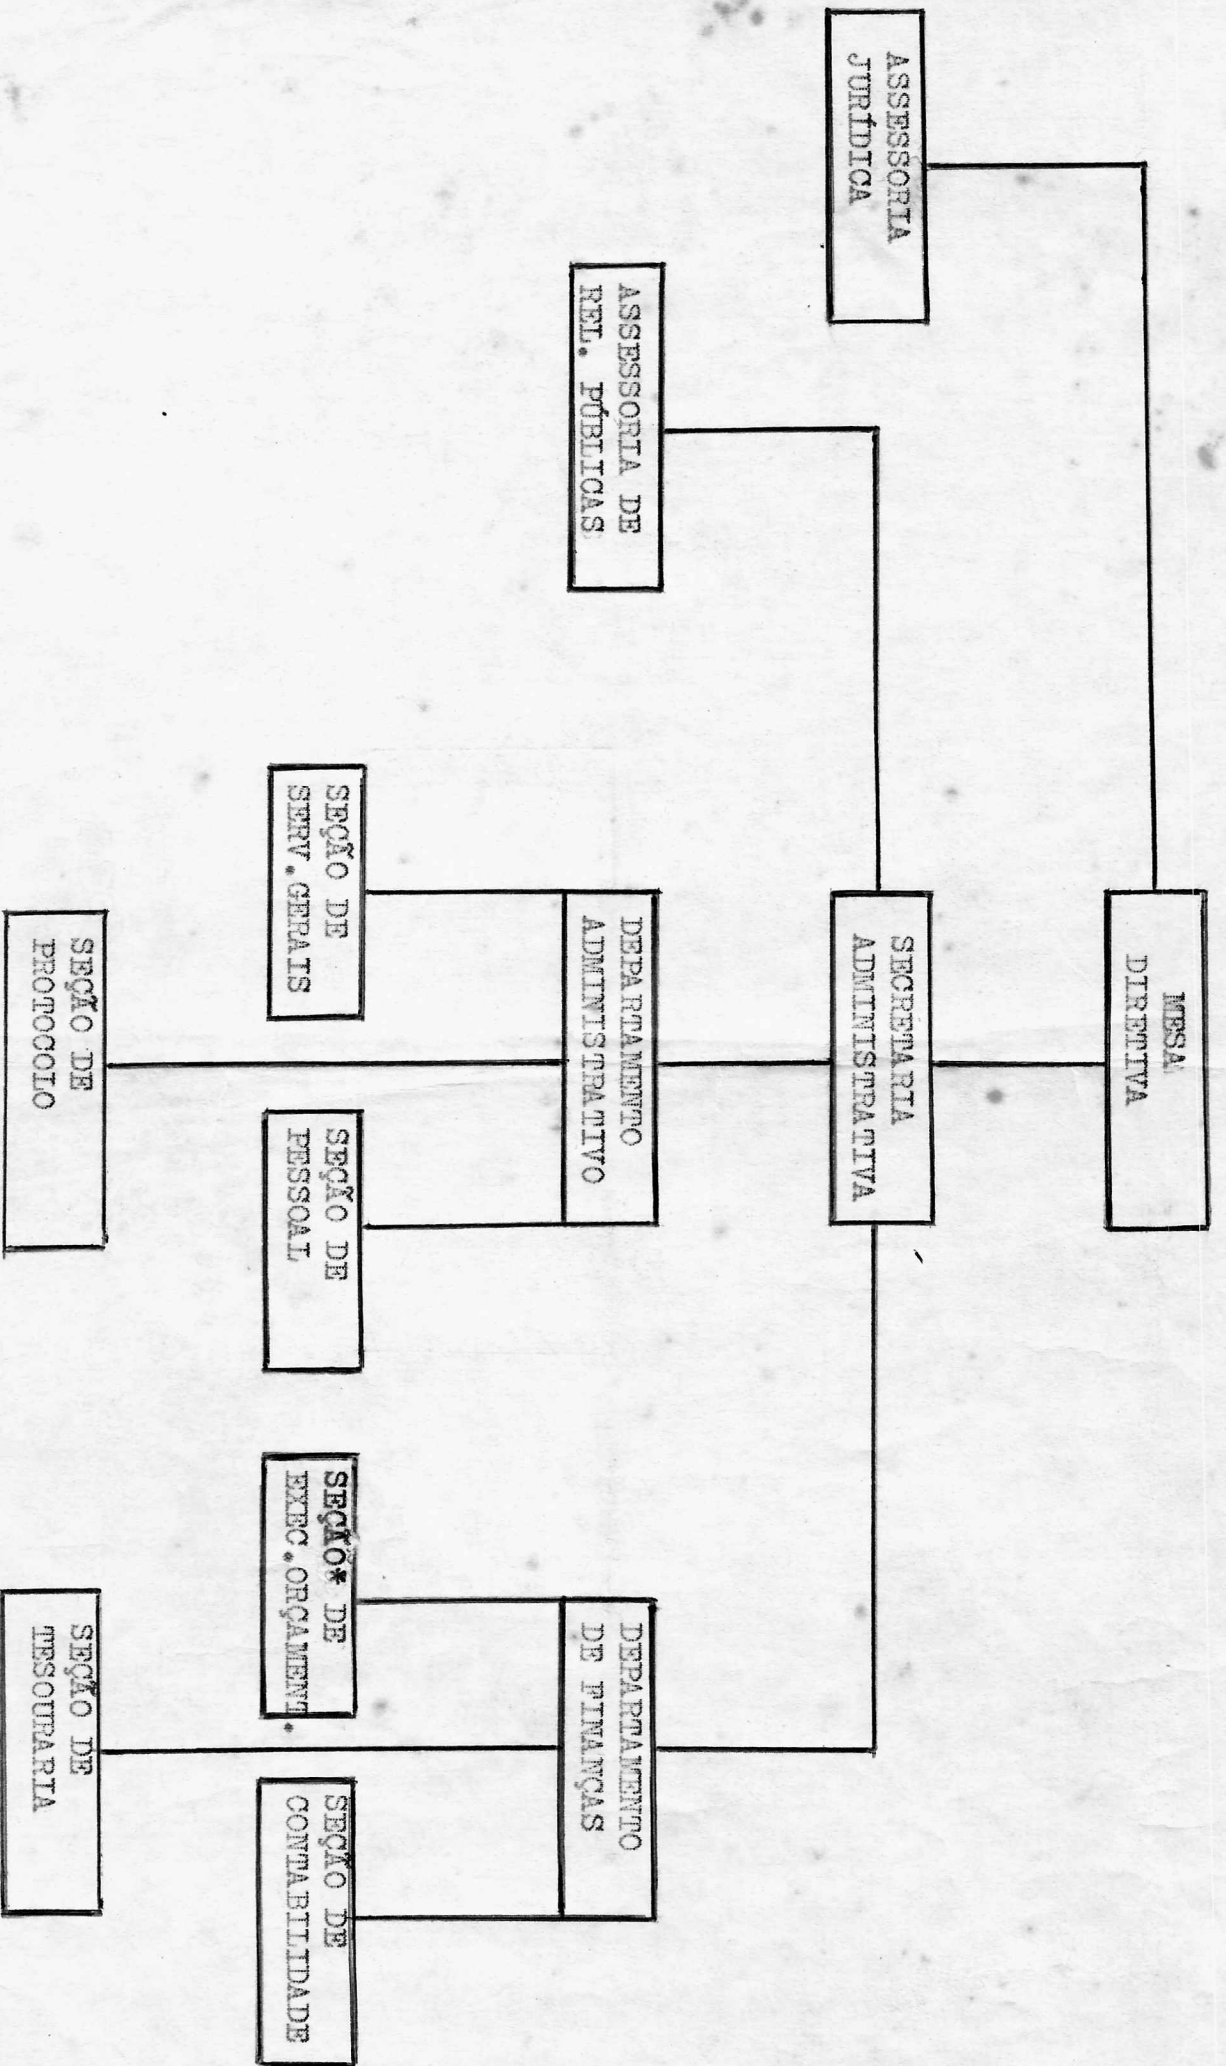 MESA
DIRETIVA
ASSESSORIA
JURÍDICA
SECRETARIA
ADMINISTRATIVA
ASSESSORIA DE
REL. PÚBLICAS
DEPARTAMENTO
ADMINISTRATIVO
DEPARTAMENTO
DE FINANÇAS
SEÇÃO DE
SERV.GERAIS
SEÇÃO DE
PESSOAL
SEÇÃO* DE
EXEC.ORÇAMENT.
SEÇÃO DE
CONTABILIDADE
SEÇÃO DE
PROTOCOLO
SEÇÃO DE
TESOURARIA